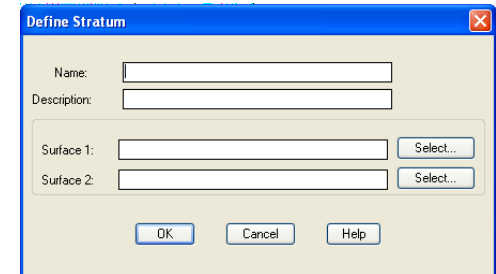 Define Stratum
Name:
Description:
Surface 1:
Select...
Surface 2:
Select...
OK Cancel Help